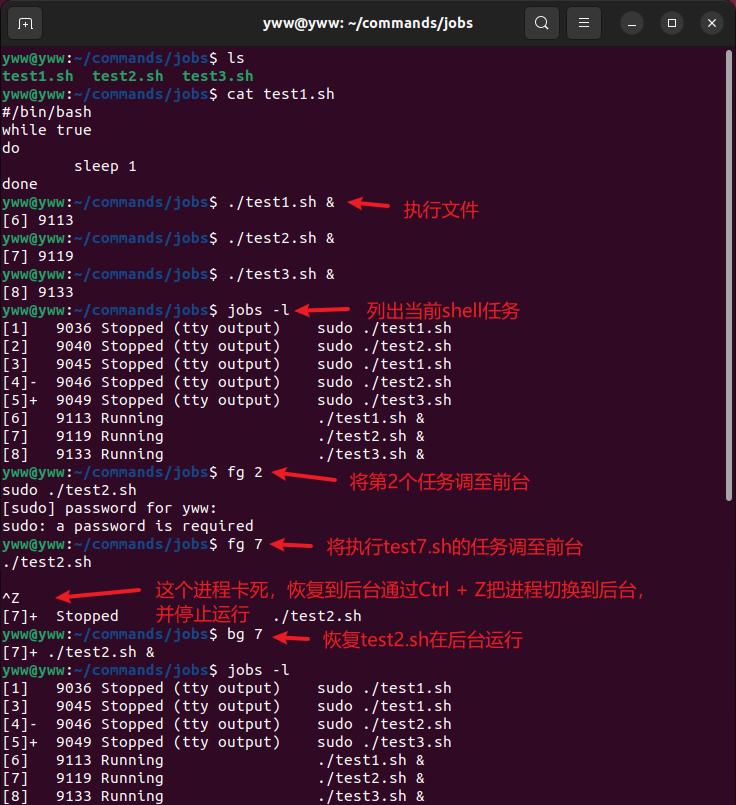 yww@yww: ~/commands/jobs
yww@yww:~/commands/jobs$ ls
test1.sh  test2.sh  test3.sh
yww@yww:~/commands/jobs$ cat test1.sh
#/bin/bash
while true
do
        sleep 1
done
yww@yww:~/commands/jobs$ ./test1.sh & 执行文件
[6] 9113
yww@yww:~/commands/jobs$ ./test2.sh &
[7] 9119
yww@yww:~/commands/jobs$ ./test3.sh &
[8] 9133
yww@yww:~/commands/jobs$ jobs -l 列出当前shell任务
[1]   9036 Stopped (tty output)    sudo ./test1.sh
[2]   9040 Stopped (tty output)    sudo ./test2.sh
[3]   9045 Stopped (tty output)    sudo ./test1.sh
[4]-  9046 Stopped (tty output)    sudo ./test2.sh
[5]+  9049 Stopped (tty output)    sudo ./test3.sh
[6]   9113 Running                 ./test1.sh &
[7]   9119 Running                 ./test2.sh &
[8]   9133 Running                 ./test3.sh &
yww@yww:~/commands/jobs$ fg 2 将第2个任务调至前台
sudo ./test2.sh
[sudo] password for yww:
sudo: a password is required
yww@yww:~/commands/jobs$ fg 7 将执行test7.sh的任务调至前台
./test2.sh
^Z 这个进程卡死，恢复到后台通过Ctrl + Z把进程切换到后台，
并停止运行
[7]+  Stopped                 ./test2.sh
yww@yww:~/commands/jobs$ bg 7 恢复test2.sh在后台运行
[7]+ ./test2.sh &
yww@yww:~/commands/jobs$ jobs -l
[1]   9036 Stopped (tty output)    sudo ./test1.sh
[3]   9045 Stopped (tty output)    sudo ./test1.sh
[4]-  9046 Stopped (tty output)    sudo ./test2.sh
[5]+  9049 Stopped (tty output)    sudo ./test3.sh
[6]   9113 Running                 ./test1.sh &
[7]   9119 Running                 ./test2.sh &
[8]   9133 Running                 ./test3.sh &